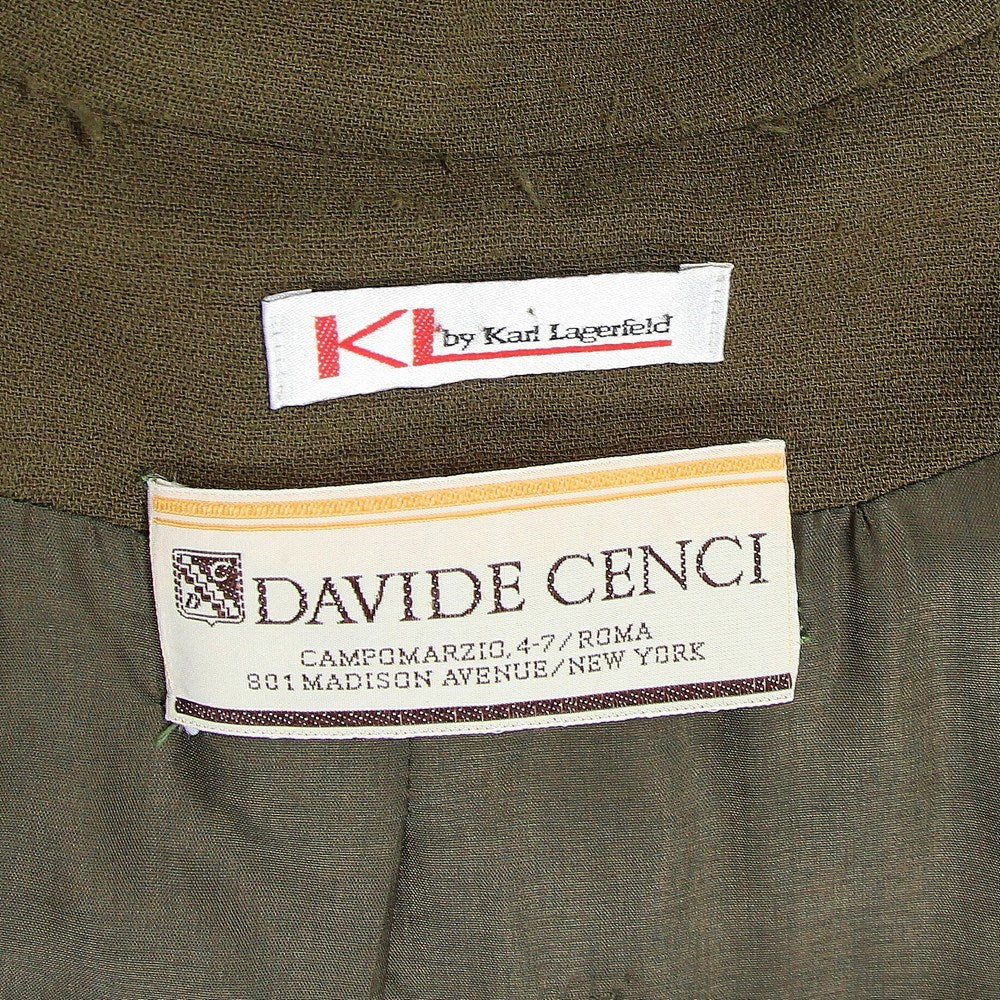 KL by Karl Lagerfeld
DAVIDE CENCI
CAMPOMARZIO, 4-7/ROMA
801 MADISON AVENUE/NEW YORK